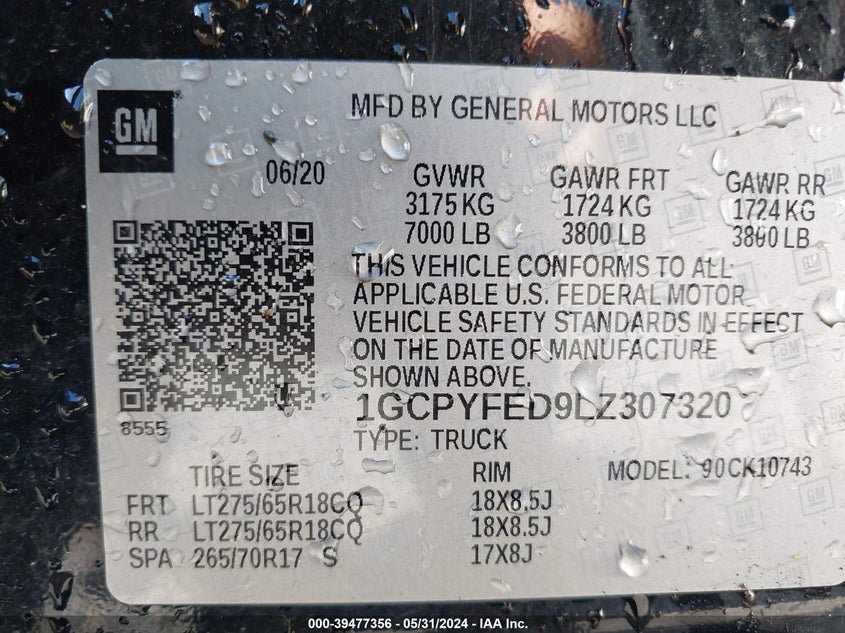 GM
MFD BY GENERAL MOTORS LLC
06/20 GVWR GAWR FRT GAWR RR
3175 KG 1724 KG 1724 KG
7000 LB 3800 LB 3800 LB
THIS VEHICLE CONFORMS TO ALL
APPLICABLE U.S. FEDERAL MOTOR
VEHICLE SAFETY STANDARDS IN EFFECT
ON THE DATE OF MANUFACTURE
SHOWN ABOVE.
1GCPYFED9LZ307320
8555
TYPE: TRUCK
TIRE SIZE RIM MODEL: 90CK10743
FRT LT275/65R18CQ 18X8.5J
RR LT275/65R18CQ 18X8.5J
SPA 265/70R17 S 17X8J
000-39477356 - 05/31/2024 - IAA Inc.